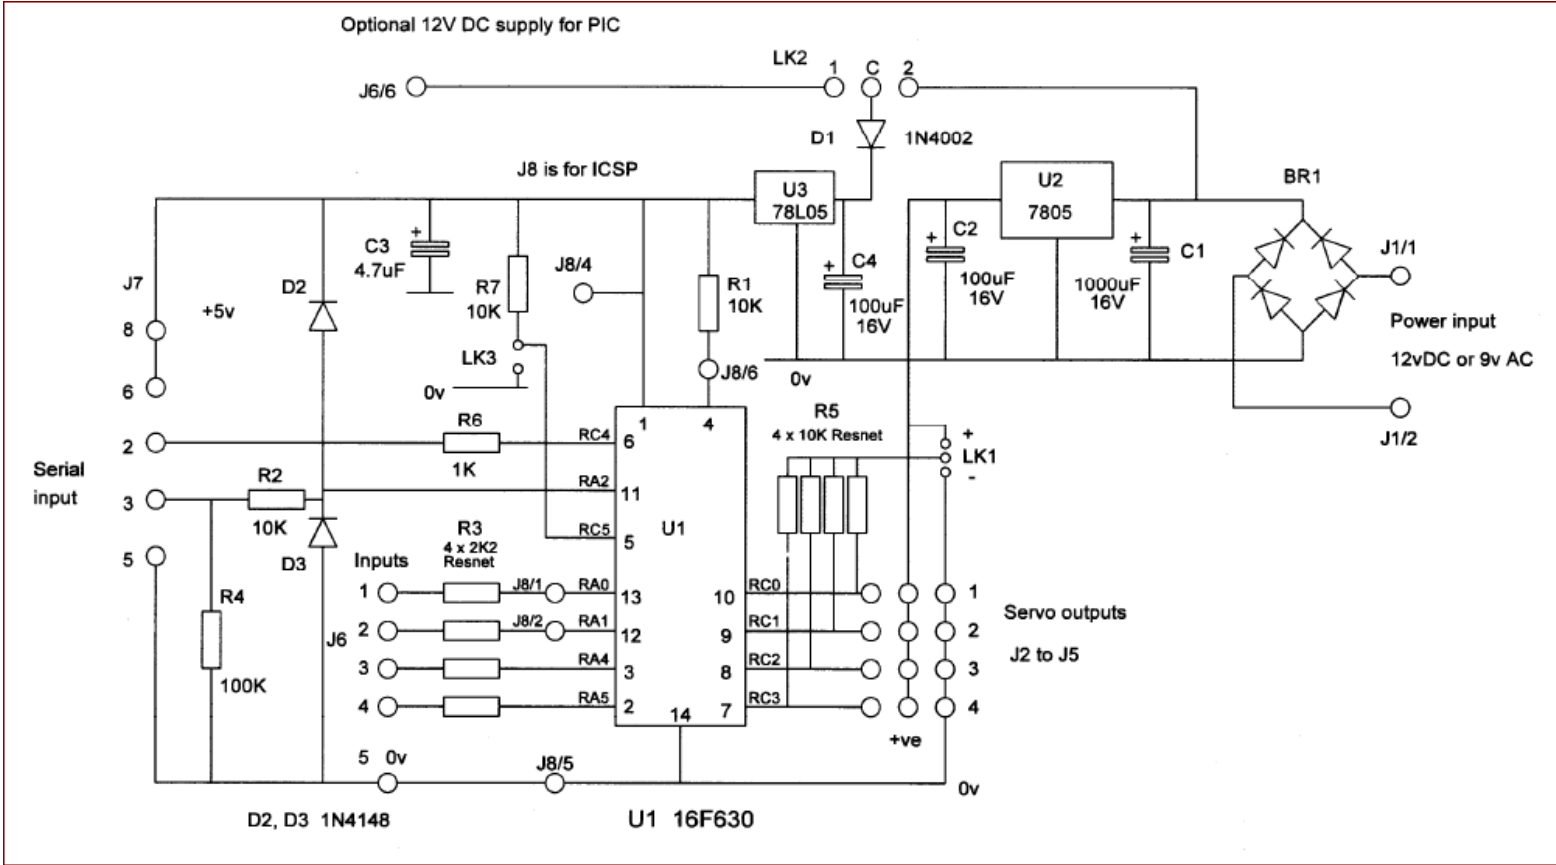 Optional 12V DC supply for PIC
LK2
1
C
2
J6/6
D1
1N4002
J8 is for ICSP
U3
78L05
U2
7805
BR1
J7
8
+5v
6
2
Serial
input
3
5
D2
C3
+
4.7uF
R7
10K
J8/4
R1
10K
J8/6
LK3
0v
+
C4
100uF
16V
+
C2
100uF
16V
+
C1
1000uF
16V
J1/1
Power input
12vDC or 9v AC
J1/2
0v
R6
1K
R2
10K
D3
R4
100K
J6
Inputs
1
2
3
4
5 0v
R3
4 x 2K2
Resnet
J8/1
J8/2
J8/5
RC4
RA2
RC5
RA0
RA1
RA4
RA5
1
4
6
11
5
13
12
3
2
14
U1
10
9
8
7
RC0
RC1
RC2
RC3
R5
4 x 10K Resnet
+
LK1
-
1
2
3
4
Servo outputs
J2 to J5
+ve
0v
D2, D3 1N4148
U1 16F630